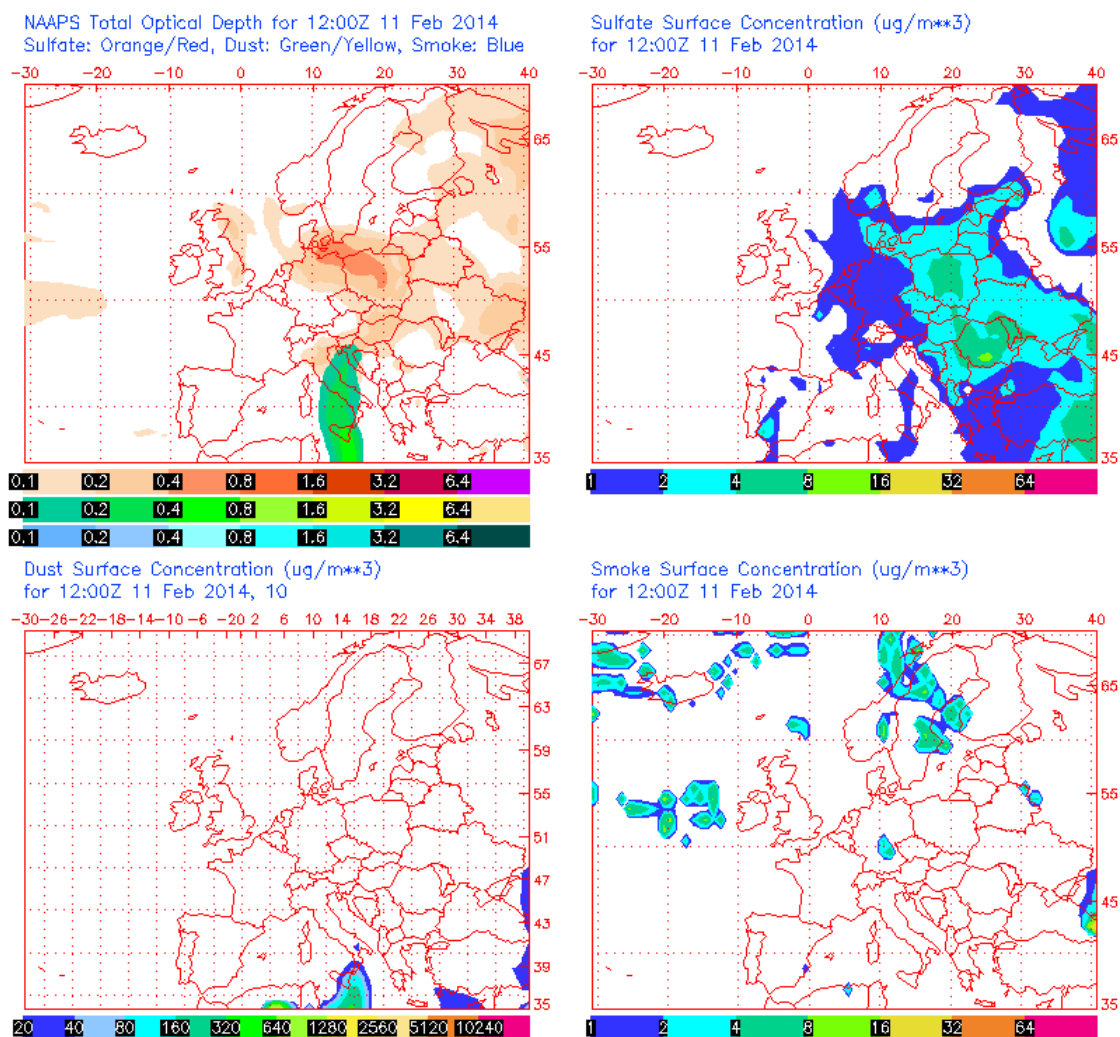 NAAPS Total Optical Depth for 12:00Z 11 Feb 2014
Sulfate: Orange/Red, Dust: Green/Yellow, Smoke: Blue
-30 -20 -10 0 10 20 30 40
65
55
45
35
0.1 0.2 0.4 0.8 1.6 3.2 6.4
0.1 0.2 0.4 0.8 1.6 3.2 6.4
0.1 0.2 0.4 0.8 1.6 3.2 6.4
Sulfate Surface Concentration (ug/m**3)
for 12:00Z 11 Feb 2014
-30 -20 -10 0 10 20 30 40
65
55
45
35
1 2 4 8 16 32 64
Dust Surface Concentration (ug/m**3)
for 12:00Z 11 Feb 2014, 10
-30-26-22-18-14-10 -6 -20 2 6 10 14 18 22 26 30 34 38
67
63
59
55
51
47
43
39
35
20 40 80 160 320 640 1280 2560 5120 10240
Smoke Surface Concentration (ug/m**3)
for 12:00Z 11 Feb 2014
-30 -20 -10 0 10 20 30 40
65
55
45
35
1 2 4 8 16 32 64